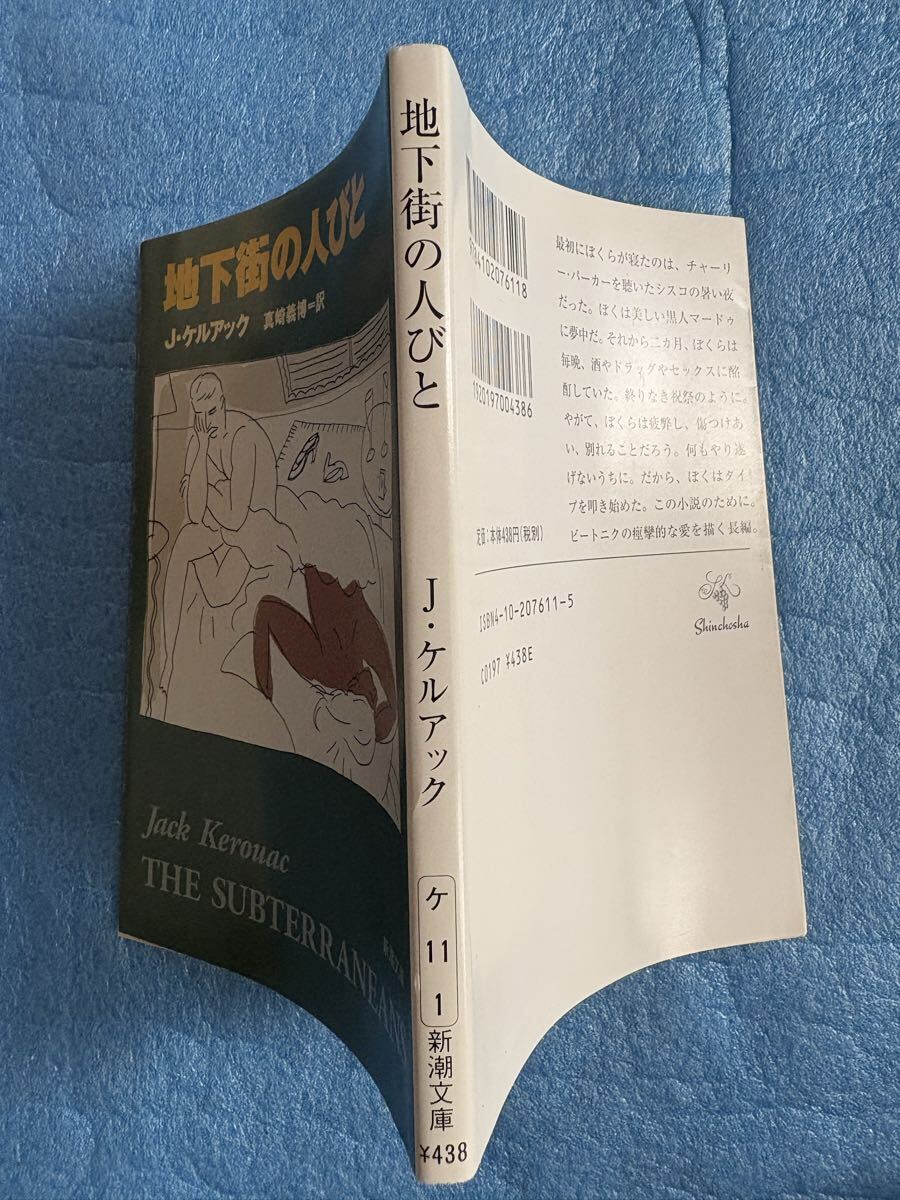 地下街の人びと
J・ケルアック 真崎義博=訳
Jack Kerouac
THE SUBTERRANEANS
新潮文庫
地下街の人びと
J・ケルアック
ケ
11
1
新潮文庫
¥438
9784102076118
1920197004386
最初にぼくらが寝たのは、チャーリ
ー・パーカーを聴いたシスコの暑い夜
だった。ぼくは美しい黒人マードゥ
に夢中だ。それから二カ月、ぼくらは
毎晩、酒やドラッグやセックスに酩
酊していた。終りなき祝祭のように。
やがて、ぼくらは疲弊し、傷つけあ
い、別れることだろう。何もやり遂
げないうちに。だから、ぼくはタイ
プを叩き始めた。この小説のために。
ビートニクの痙攣的な愛を描く長編。
定価:本体438円(税別)
ISBN4-10-207611-5
C0197 ¥438E
Shinchosha